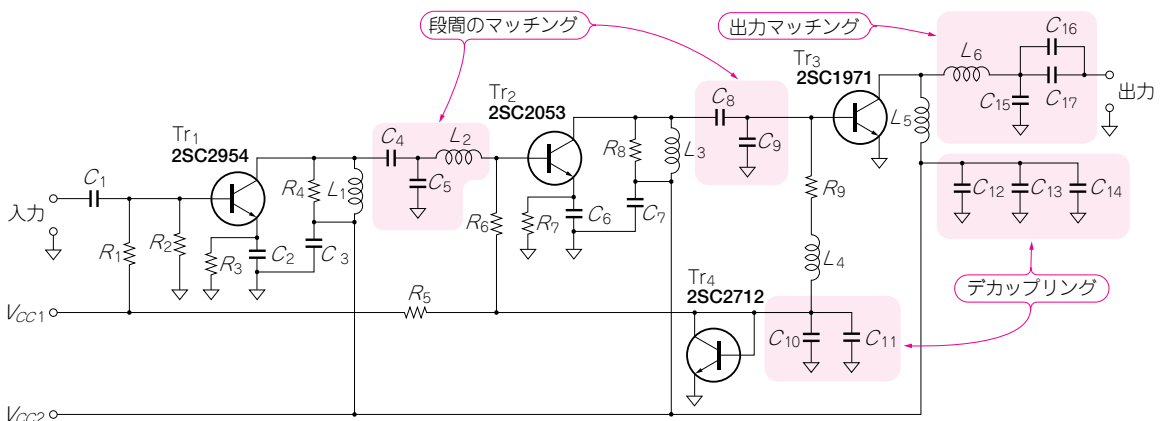 段間のマッチング
出力マッチング
C16
L6
C15
C17
出力
Tr3
2SC1971
L5
C8
C9
Tr2
2SC2053
R8
L3
C4
L2
C5
Tr1
2SC2954
C1
入力
R4
L1
R1
R2
R3
C2
C3
R6
R7
C6
C7
R9
L4
C12
C13
C14
デカップリング
Tr4
2SC2712
C10
C11
R5
VCC1
VCC2